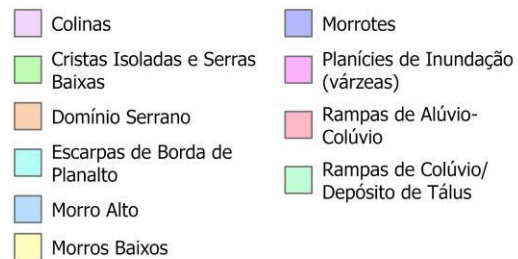 Colinas
Cristas Isoladas e Serras
Baixas
Domínio Serrano
Escarpas de Borda de
Planalto
Morro Alto
Morros Baixos
Morrotes
Planícies de Inundação
(várzeas)
Rampas de Alúvio-
Colúvio
Rampas de Colúvio/
Depósito de Tálus